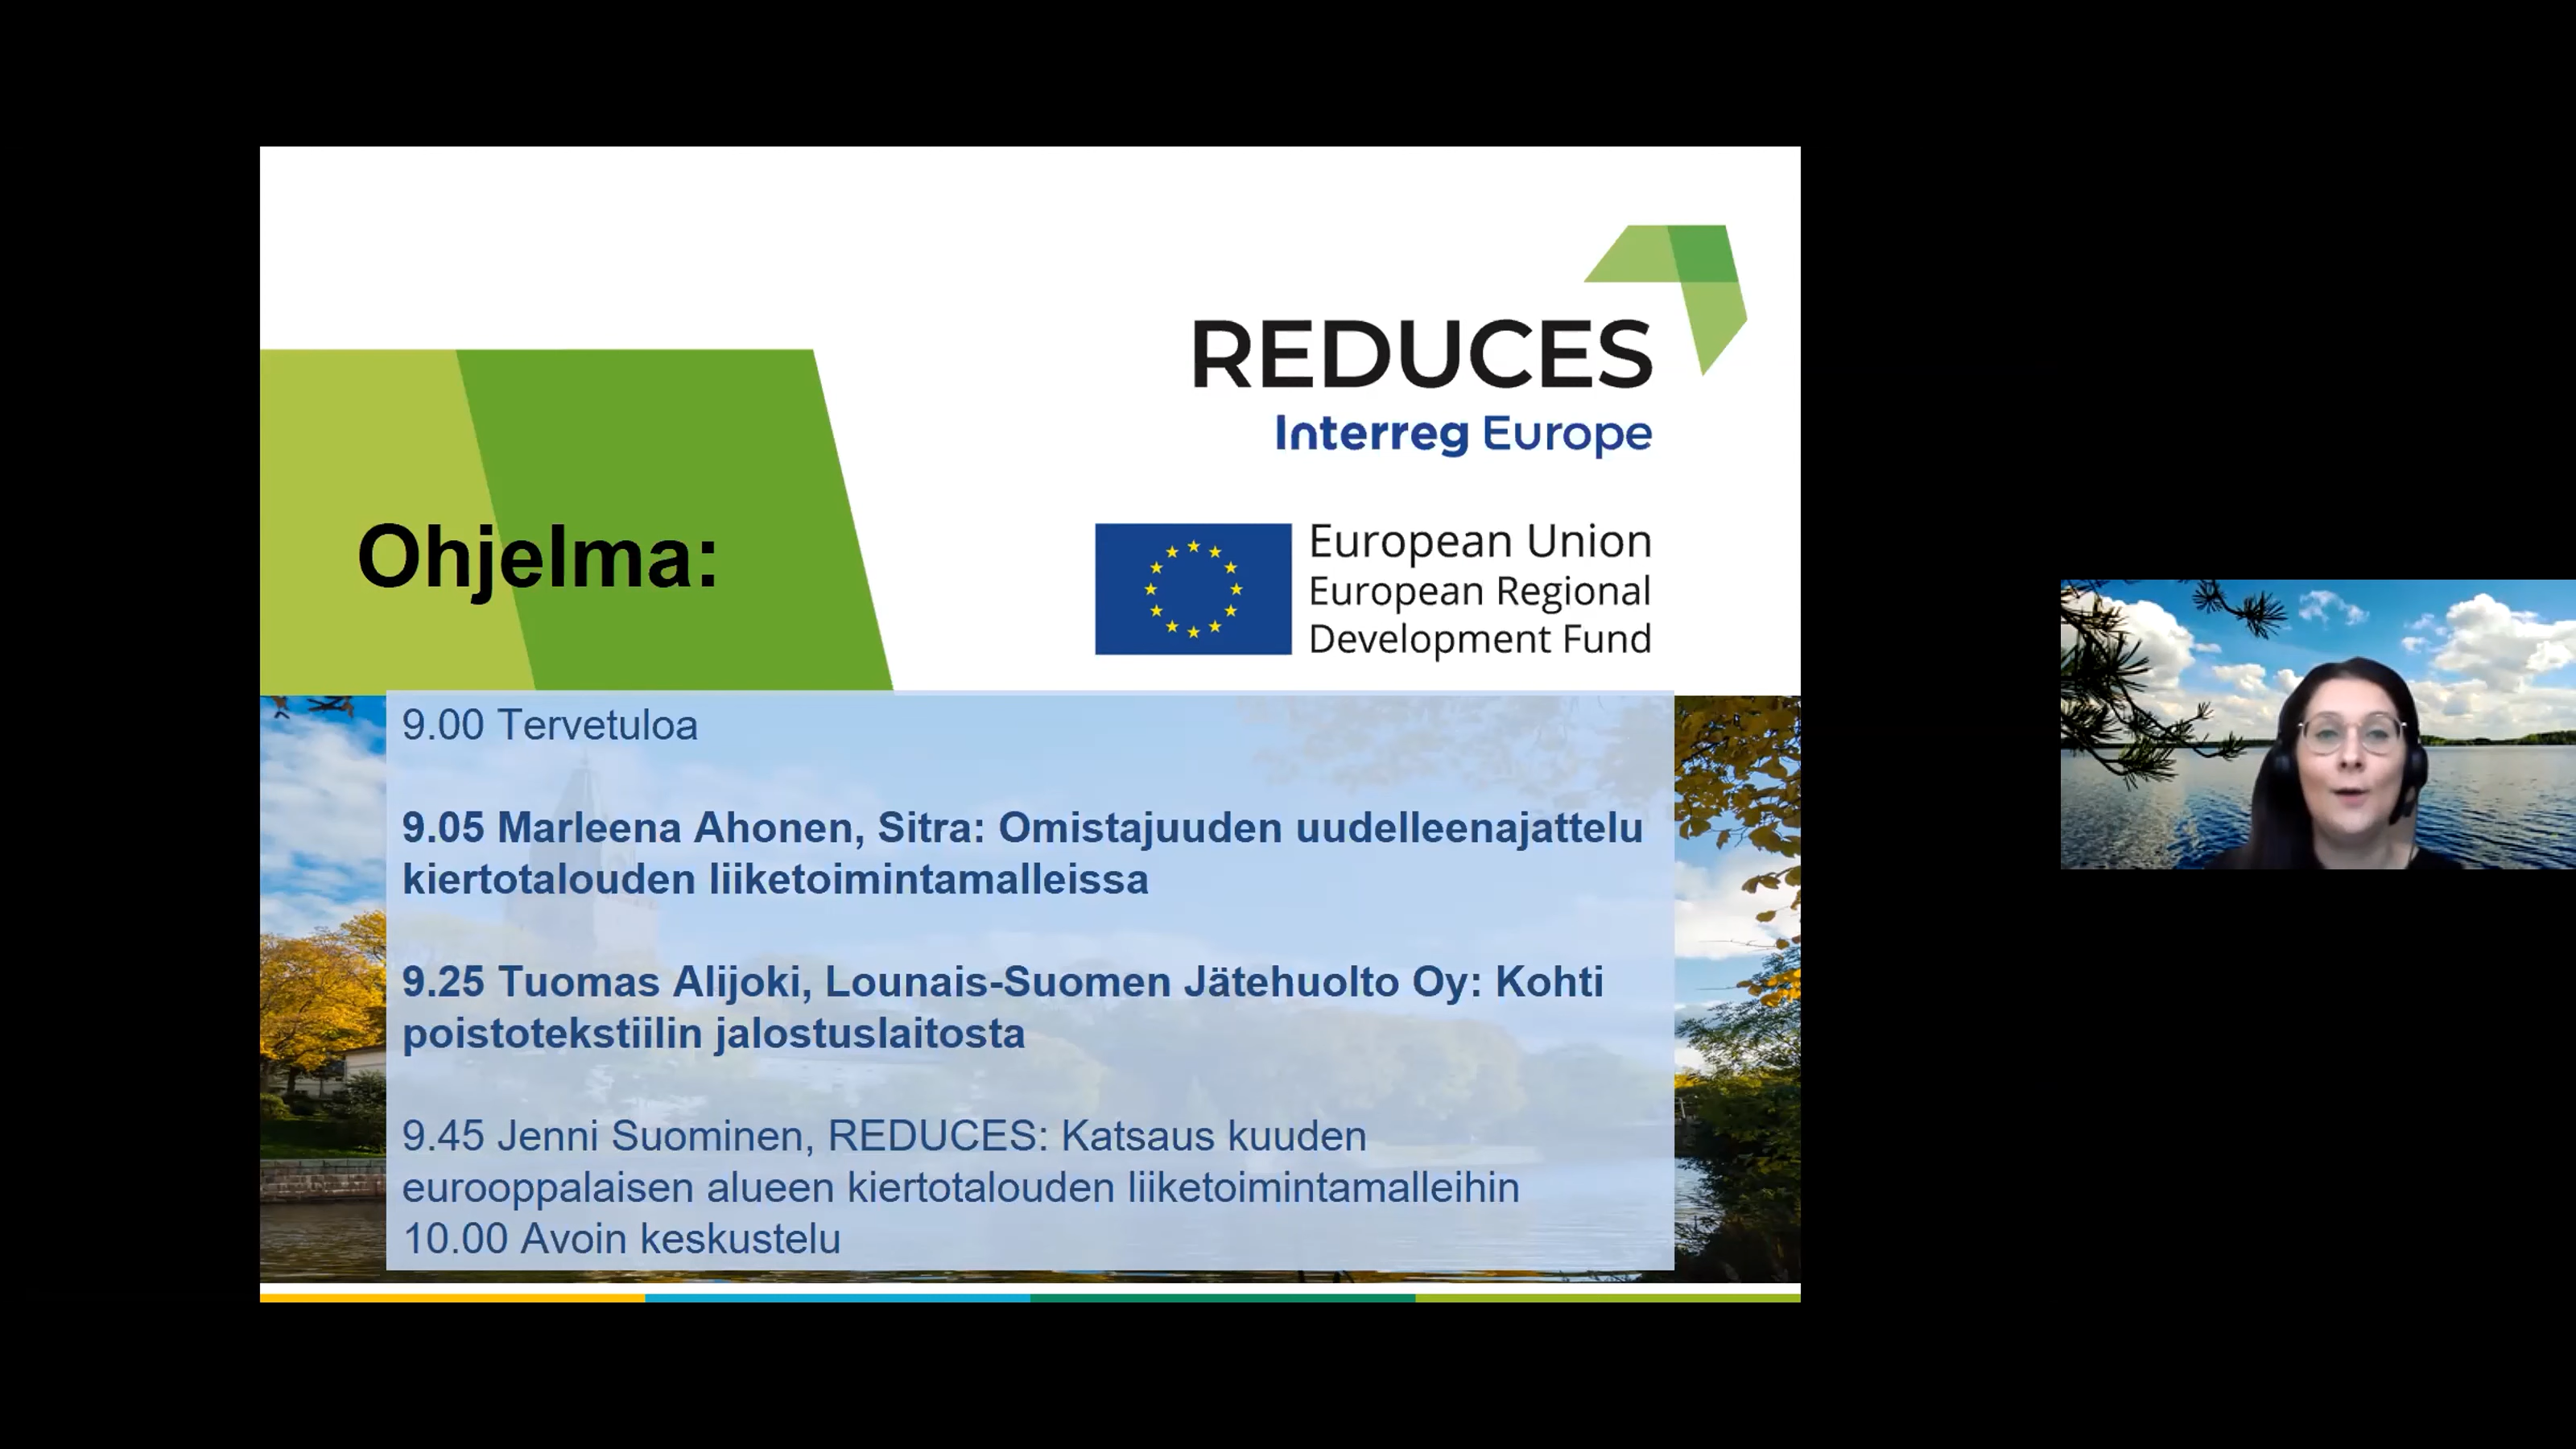 REDUCES
Interreg Europe
Ohjelma:
European Union
European Regional
Development Fund
9.00 Tervetuloa
9.05 Marleena Ahonen, Sitra: Omistajuuden uudelleenajattelu
kiertotalouden liiketoimintamalleissa
9.25 Tuomas Alijoki, Lounais-Suomen Jätehuolto Oy: Kohti
poistotekstiilin jalostuslaitosta
9.45 Jenni Suominen, REDUCES: Katsaus kuuden
eurooppalaisen alueen kiertotalouden liiketoimintamalleihin
10.00 Avoin keskustelu